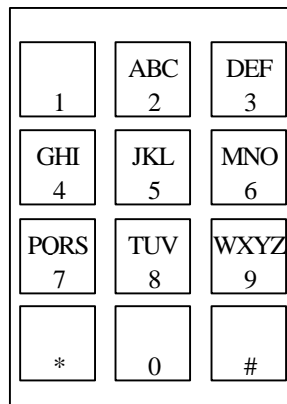 ABC DEF
1 2 3
GHI JKL MNO
4 5 6
PORS TUV WXYZ
7 8 9
* 0 #